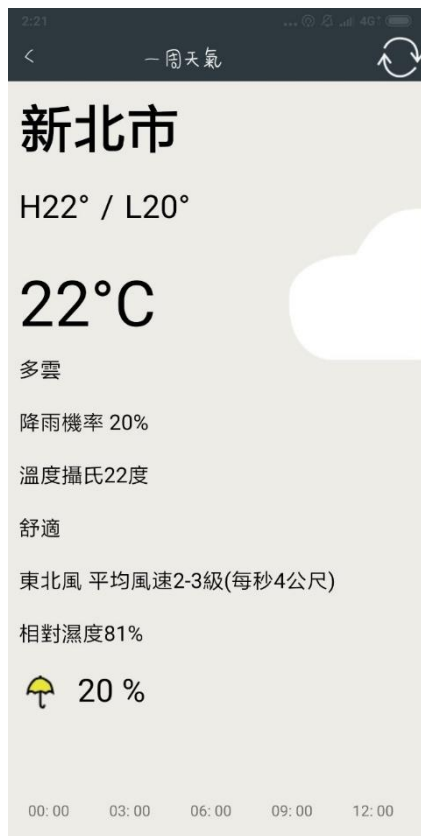 2:21 ... 4G⁺
一周天氣
新北市
H22° / L20°
22°C
多雲
降雨機率 20%
溫度攝氏22度
舒適
東北風 平均風速2-3級(每秒4公尺)
相對濕度81%
20 %
00:00 03:00 06:00 09:00 12:00